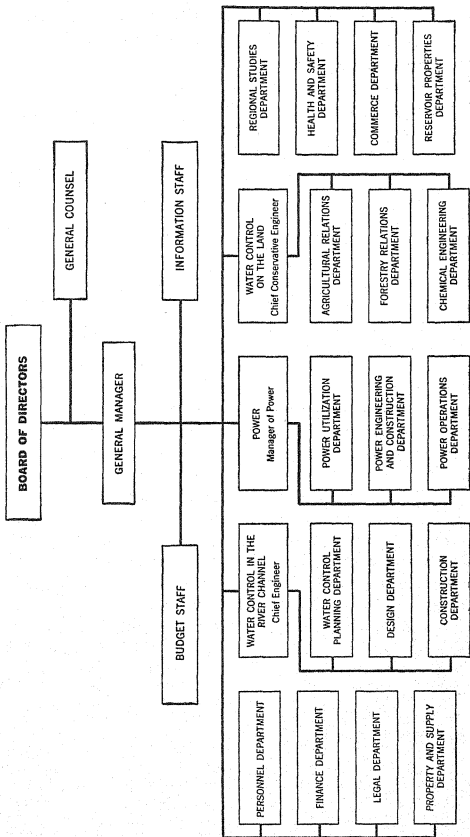 BOARD OF DIRECTORS
GENERAL COUNSEL
GENERAL MANAGER
BUDGET STAFF
INFORMATION STAFF
PERSONNEL DEPARTMENT
FINANCE DEPARTMENT
LEGAL DEPARTMENT
PROPERTY AND SUPPLY
DEPARTMENT
WATER CONTROL IN THE
RIVER CHANNEL
Chief Engineer
WATER CONTROL
PLANNING DEPARTMENT
DESIGN DEPARTMENT
CONSTRUCTION
DEPARTMENT
POWER
Manager of Power
POWER UTILIZATION
DEPARTMENT
POWER ENGINEERING
AND CONSTRUCTION
DEPARTMENT
POWER OPERATIONS
DEPARTMENT
WATER CONTROL
ON THE LAND
Chief Conservative Engineer
AGRICULTURAL RELATIONS
DEPARTMENT
FORESTRY RELATIONS
DEPARTMENT
CHEMICAL ENGINEERING
DEPARTMENT
REGIONAL STUDIES
DEPARTMENT
HEALTH AND SAFETY
DEPARTMENT
COMMERCE DEPARTMENT
RESERVOIR PROPERTIES
DEPARTMENT